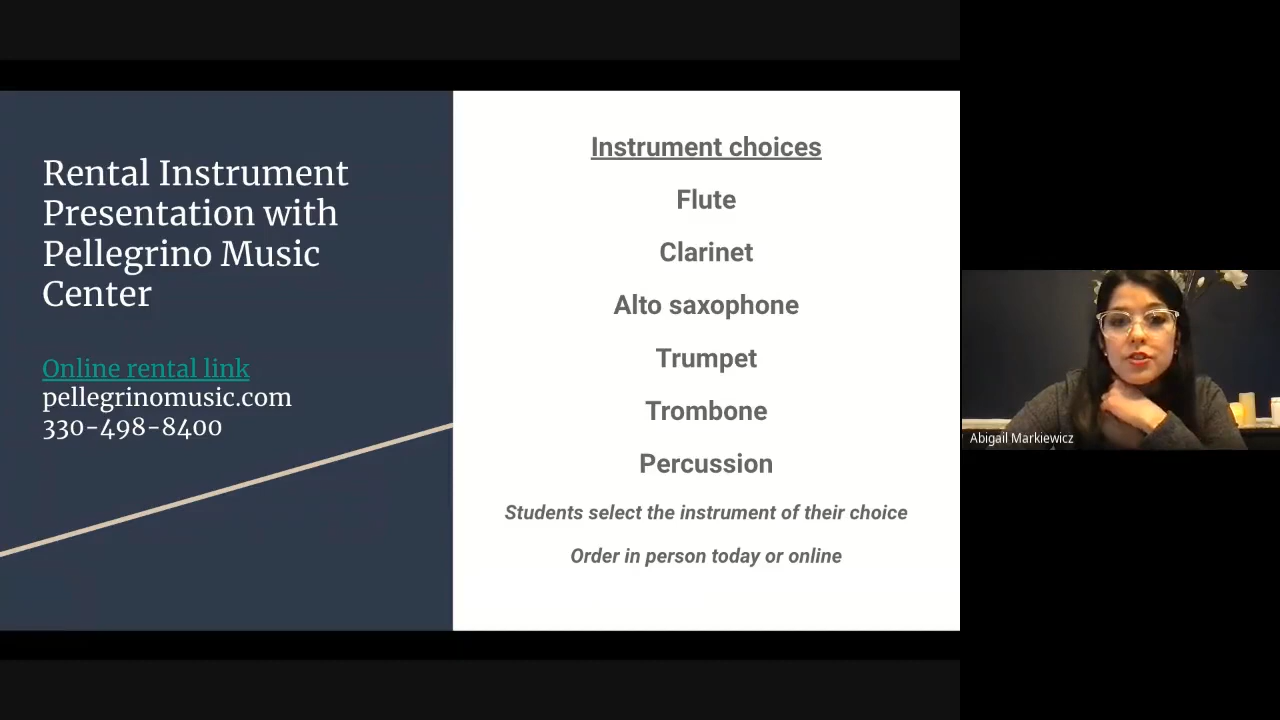 Rental Instrument
Presentation with
Pellegrino Music
Center
Online rental link
pellegrinomusic.com
330-498-8400
Instrument choices
Flute
Clarinet
Alto saxophone
Trumpet
Trombone
Percussion
Students select the instrument of their choice
Order in person today or online
Abigail Markiewicz